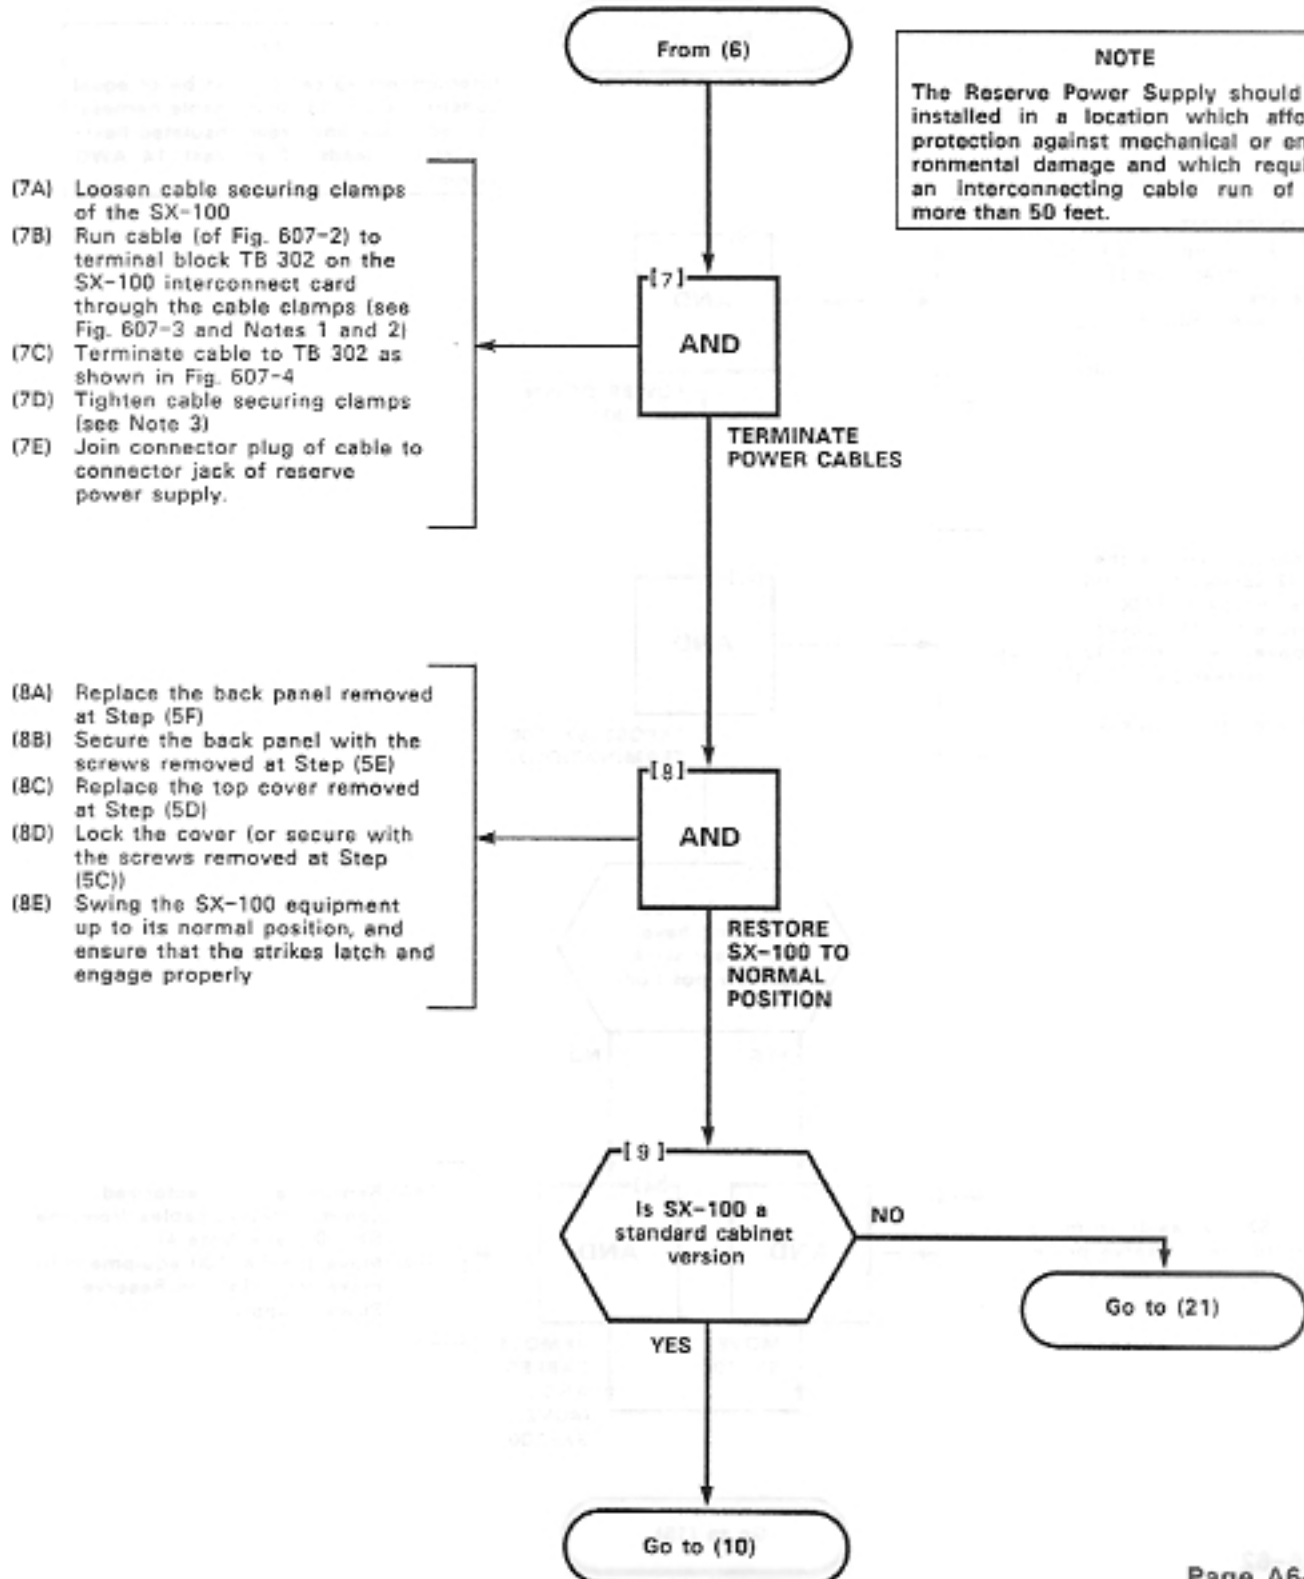 From (6)
NOTE
The Reserve Power Supply should
installed in a location which
protection against mechanical or
ronmental damage and which
an interconnecting cable run of
more than 50 feet.
(7A) Loosen cable securing clamps
of the SX-100
(7B) Run cable (of Fig. 607-2) to
terminal block TB 302 on the
SX-100 interconnect card
through the cable clamps (see
Fig. 607-3 and Notes 1 and 2)
(7C) Terminate cable to TB 302 as
shown in Fig. 607-4
(7D) Tighten cable securing clamps
(see Note 3)
(7E) Join connector plug of cable to
connector jack of reserve
power supply.
[7]
AND
TERMINATE
POWER CABLES
(8A) Replace the back panel removed
at Step (5F)
(8B) Secure the back panel with the
screws removed at Step (5E)
(8C) Replace the top cover removed
at Step (5D)
(8D) Lock the cover (or secure with
the screws removed at Step
(5C))
(8E) Swing the SX-100 equipment
up to its normal position, and
ensure that the strikes latch and
engage properly
[8]
AND
RESTORE
SX-100 TO
NORMAL
POSITION
[9]
Is SX-100 a
standard cabinet
version
NO
Go to (21)
YES
Go to (10)
Page